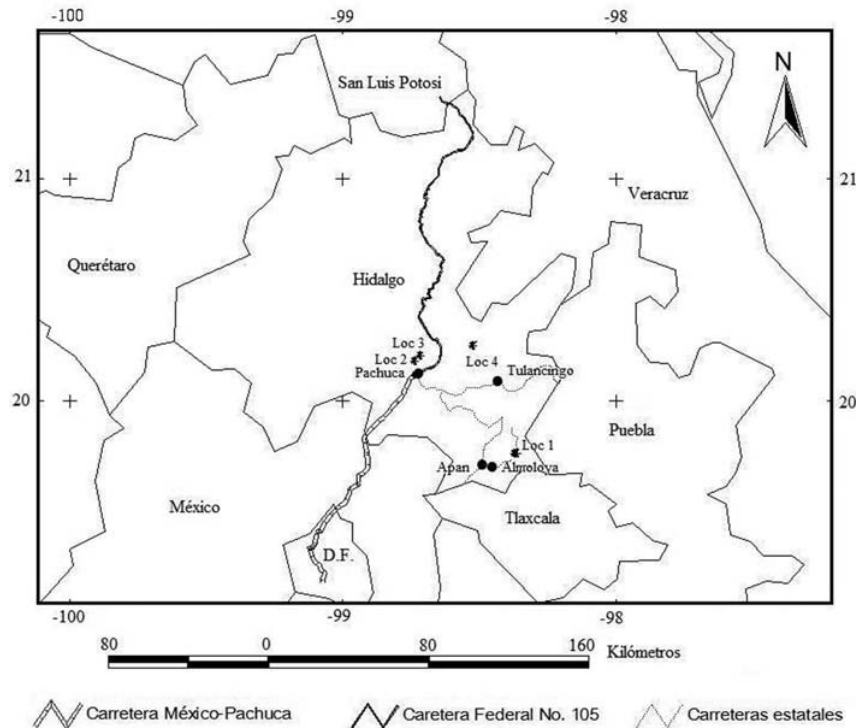 -100 -99 -98
San Luis Potosi
N
21 21
Veracruz
Querétaro
Hidalgo
Loc 3
Loc 2
Loc 4
Pachuca
Tulancingo
20 20
Puebla
Loc 1
Apan Almoloya
México
Tlaxcala
D.F.
-100 -99 -98
80 0 80 160 Kilómetros
Carretera México-Pachuca Caretera Federal No. 105 Carreteras estatales